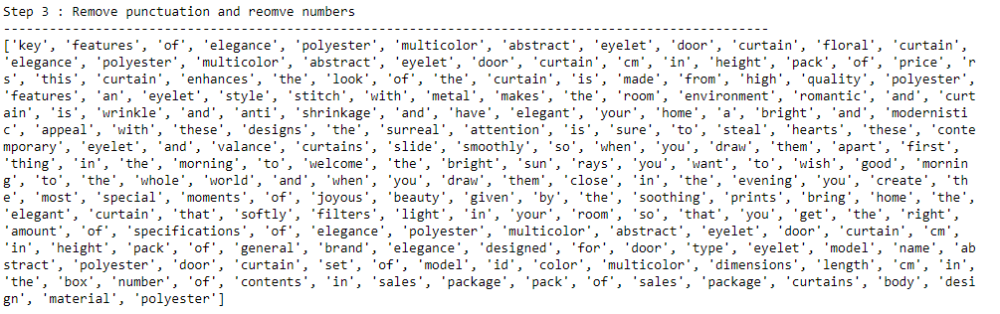 Step 3 : Remove punctuation and reomve numbers
----------------------------------------------------------------------------------------------------
['key', 'features', 'of', 'elegance', 'polyester', 'multicolor', 'abstract', 'eyelet', 'door', 'curtain', 'floral', 'curtain',
'elegance', 'polyester', 'multicolor', 'abstract', 'eyelet', 'door', 'curtain', 'cm', 'in', 'height', 'pack', 'of', 'price', 'r
s', 'this', 'curtain', 'enhances', 'the', 'look', 'of', 'the', 'curtain', 'is', 'made', 'from', 'high', 'quality', 'polyester',
'features', 'an', 'eyelet', 'style', 'stitch', 'with', 'metal', 'makes', 'the', 'room', 'environment', 'romantic', 'and', 'curt
ain', 'is', 'wrinkle', 'and', 'anti', 'shrinkage', 'and', 'have', 'elegant', 'your', 'home', 'a', 'bright', 'and', 'modernisti
c', 'appeal', 'with', 'these', 'designs', 'the', 'surreal', 'attention', 'is', 'sure', 'to', 'steal', 'hearts', 'these', 'conte
mporary', 'eyelet', 'and', 'valance', 'curtains', 'slide', 'smoothly', 'so', 'when', 'you', 'draw', 'them', 'apart', 'first',
'thing', 'in', 'the', 'morning', 'to', 'welcome', 'the', 'bright', 'sun', 'rays', 'you', 'want', 'to', 'wish', 'good', 'mornin
g', 'to', 'the', 'whole', 'world', 'and', 'when', 'you', 'draw', 'them', 'close', 'in', 'the', 'evening', 'you', 'create', 'th
e', 'most', 'special', 'moments', 'of', 'joyous', 'beauty', 'given', 'by', 'the', 'soothing', 'prints', 'bring', 'home', 'the',
'elegant', 'curtain', 'that', 'softly', 'filters', 'light', 'in', 'your', 'room', 'so', 'that', 'you', 'get', 'the', 'right',
'amount', 'of', 'specifications', 'of', 'elegance', 'polyester', 'multicolor', 'abstract', 'eyelet', 'door', 'curtain', 'cm',
'in', 'height', 'pack', 'of', 'general', 'brand', 'elegance', 'designed', 'for', 'door', 'type', 'eyelet', 'model', 'name', 'ab
stract', 'polyester', 'door', 'curtain', 'set', 'of', 'model', 'id', 'color', 'multicolor', 'dimensions', 'length', 'cm', 'in',
'the', 'box', 'number', 'of', 'contents', 'in', 'sales', 'package', 'pack', 'of', 'sales', 'package', 'curtains', 'body', 'desi
gn', 'material', 'polyester']